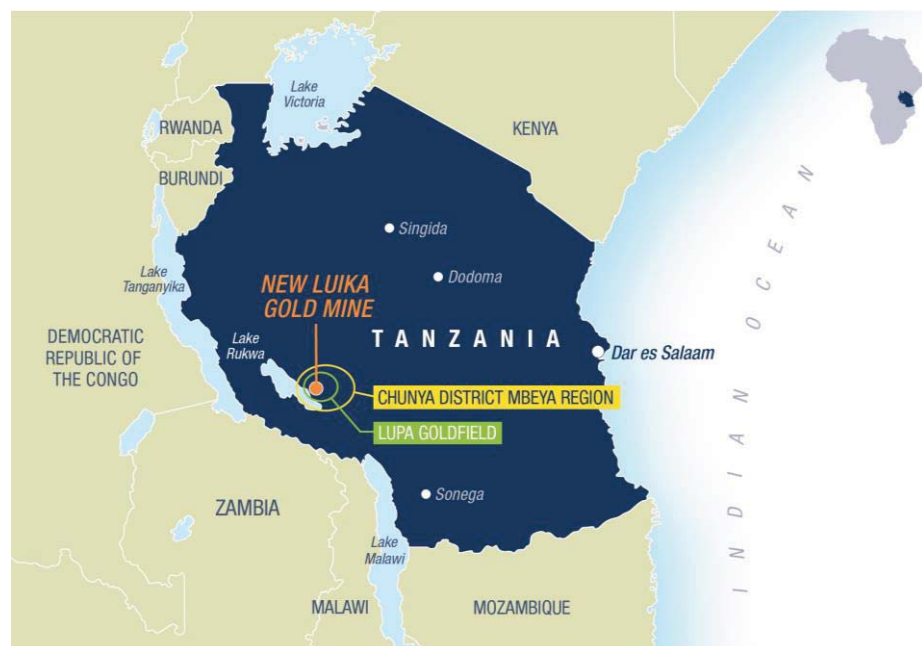 Lake
Victoria
RWANDA
KENYA
BURUNDI
Singida
Lake
Tanganyika
NEW LUIKA
GOLD MINE
Dodoma
DEMOCRATIC
REPUBLIC OF
THE CONGO
Lake
Rukwa
TANZANIA
Dar es Salaam
CHUNYA DISTRICT MBEYA REGION
LUPA GOLDFIELD
ZAMBIA
Sonega
Lake
Malawi
MALAWI
MOZAMBIQUE
INDIAN OCEAN